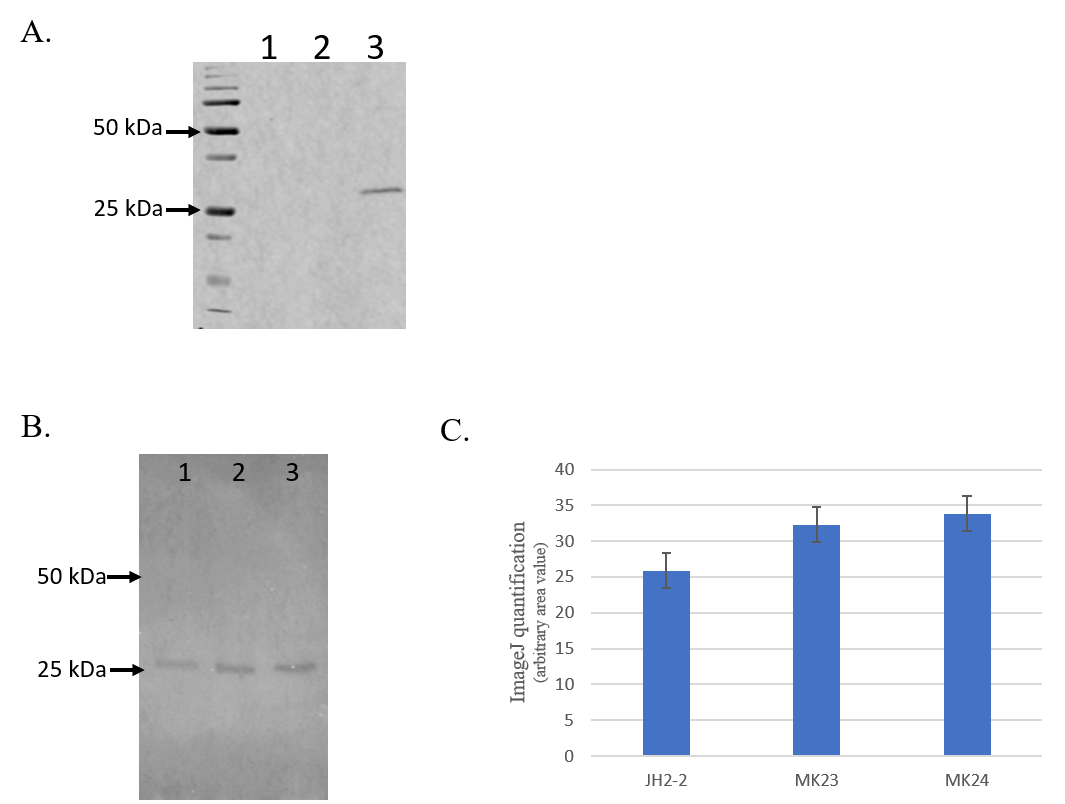 A.
1 2 3
50 kDa
25 kDa
B.
1 2 3
50 kDa
25 kDa
C.
ImageJ quantification
(arbitrary area value)
40
35
30
25
20
15
10
5
0
JH2-2 MK23 MK24